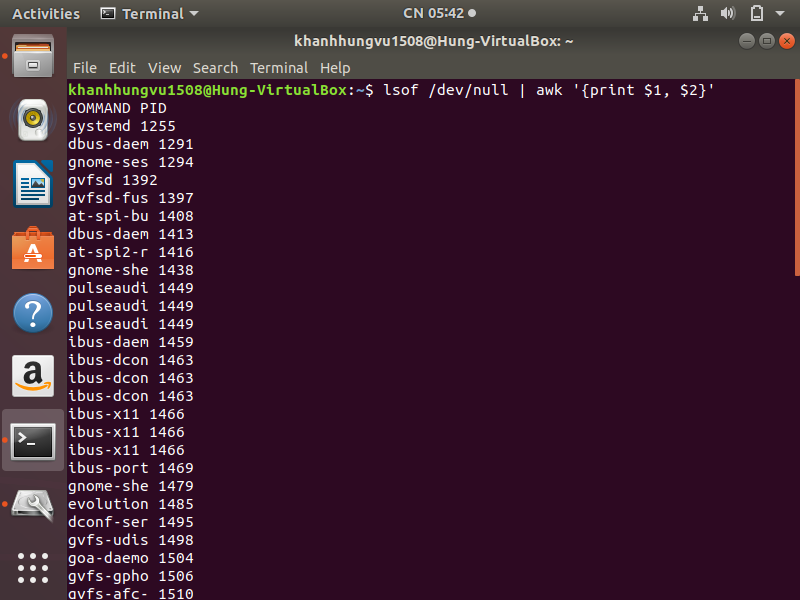 Activities Terminal CN 05:42
khanhhungvu1508@Hung-VirtualBox: ~
File Edit View Search Terminal Help
khanhhungvu1508@Hung-VirtualBox:~$ lsof /dev/null | awk '{print $1, $2}'
COMMAND PID
systemd 1255
dbus-daem 1291
gnome-ses 1294
gvfsd 1392
gvfsd-fus 1397
at-spi-bu 1408
dbus-daem 1413
at-spi2-r 1416
gnome-she 1438
pulseaudi 1449
pulseaudi 1449
pulseaudi 1449
ibus-daem 1459
ibus-dcon 1463
ibus-dcon 1463
ibus-dcon 1463
ibus-x11 1466
ibus-x11 1466
ibus-x11 1466
ibus-port 1469
gnome-she 1479
evolution 1485
dconf-ser 1495
gvfs-udis 1498
goa-daemo 1504
gvfs-gpho 1506
gvfs-afc- 1510